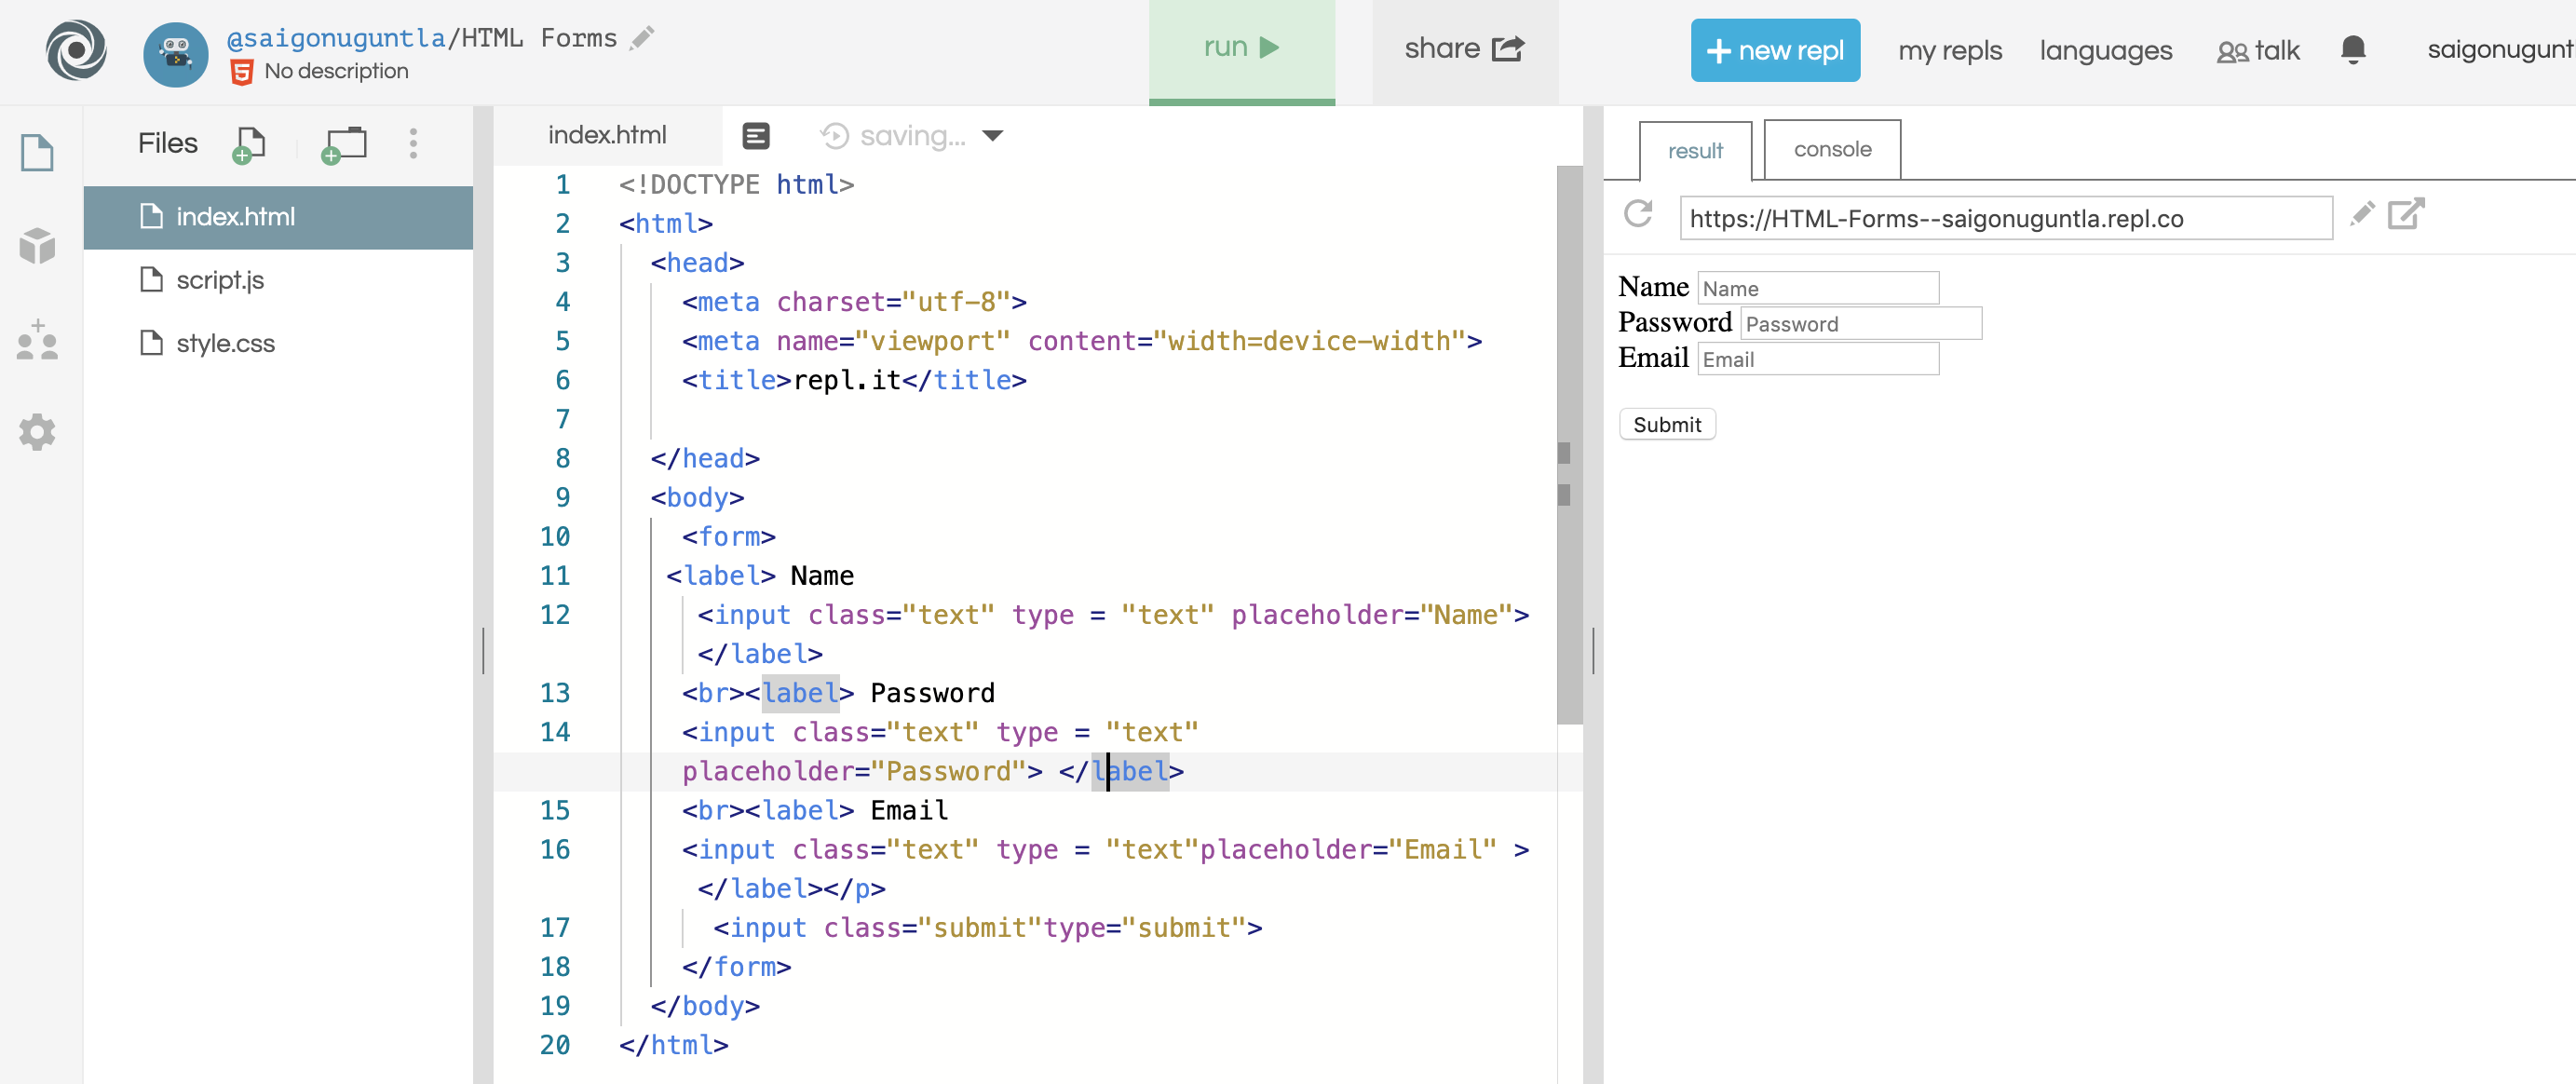 @saigonuguntla/HTML Forms
5 No description
run
share
+ new repl
my repls
languages
talk
saigonugunt
Files
index.html
script.js
style.css
index.html
saving...
1 <!DOCTYPE html>
2 <html>
3 <head>
4 <meta charset="utf-8">
5 <meta name="viewport" content="width=device-width">
6 <title>repl.it</title>
7
8 </head>
9 <body>
10 <form>
11 <label> Name
12 <input class="text" type = "text" placeholder="Name">
</label>
13 <br><label> Password
14 <input class="text" type = "text"
placeholder="Password"> </label>
15 <br><label> Email
16 <input class="text" type = "text"placeholder="Email" >
</label></p>
17 <input class="submit"type="submit">
18 </form>
19 </body>
20 </html>
result
console
https://HTML-Forms--saigonuguntla.repl.co
Name Name
Password Password
Email Email
Submit